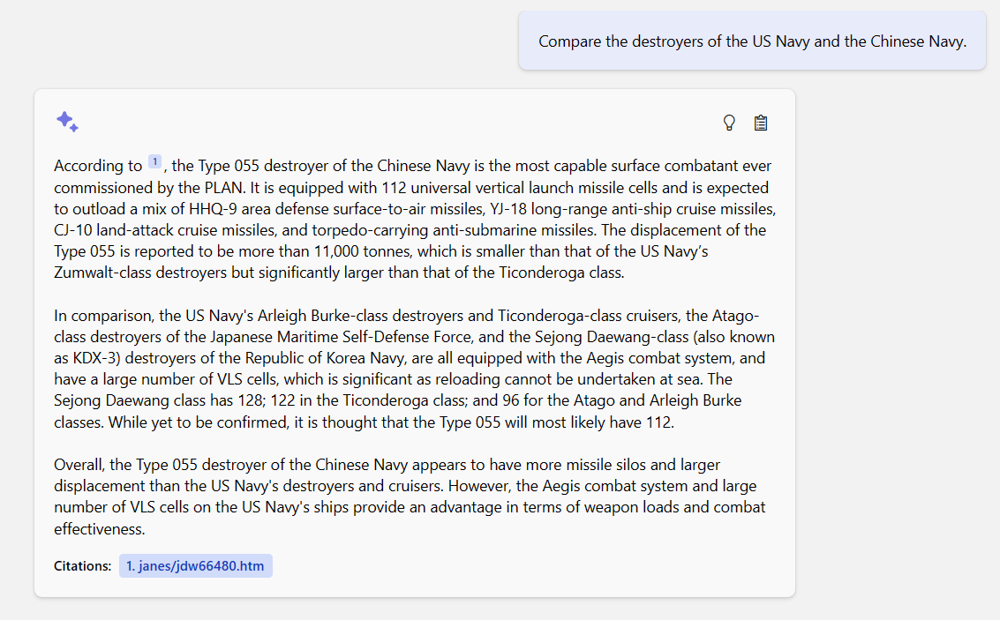 Compare the destroyers of the US Navy and the Chinese Navy.
According to 1, the Type 055 destroyer of the Chinese Navy is the most capable surface combatant ever
commissioned by the PLAN. It is equipped with 112 universal vertical launch missile cells and is expected
to outload a mix of HHQ-9 area defense surface-to-air missiles, YJ-18 long-range anti-ship cruise missiles,
CJ-10 land-attack cruise missiles, and torpedo-carrying anti-submarine missiles. The displacement of the
Type 055 is reported to be more than 11,000 tonnes, which is smaller than that of the US Navy’s
Zumwalt-class destroyers but significantly larger than that of the Ticonderoga class.
In comparison, the US Navy's Arleigh Burke-class destroyers and Ticonderoga-class cruisers, the Atago-
class destroyers of the Japanese Maritime Self-Defense Force, and the Sejong Daewang-class (also known
as KDX-3) destroyers of the Republic of Korea Navy, are all equipped with the Aegis combat system, and
have a large number of VLS cells, which is significant as reloading cannot be undertaken at sea. The
Sejong Daewang class has 128; 122 in the Ticonderoga class; and 96 for the Atago and Arleigh Burke
classes. While yet to be confirmed, it is thought that the Type 055 will most likely have 112.
Overall, the Type 055 destroyer of the Chinese Navy appears to have more missile silos and larger
displacement than the US Navy's destroyers and cruisers. However, the Aegis combat system and large
number of VLS cells on the US Navy's ships provide an advantage in terms of weapon loads and combat
effectiveness.
Citations: 1. janes/jdw66480.htm